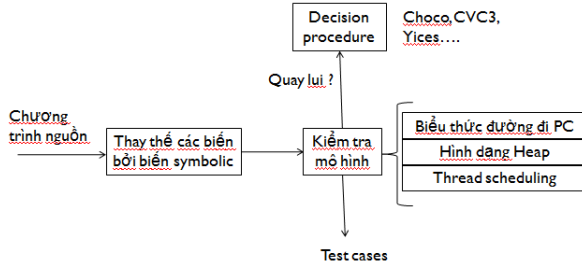 Decision
procedure
Choco, CVC3,
Yices....
Quay lui ?
Chương
trình nguồn
Thay thế các biến
bởi biến symbolic
Kiểm tra
mô hình
Biểu thức đường đi PC
Hình dạng Heap
Thread scheduling
Test cases